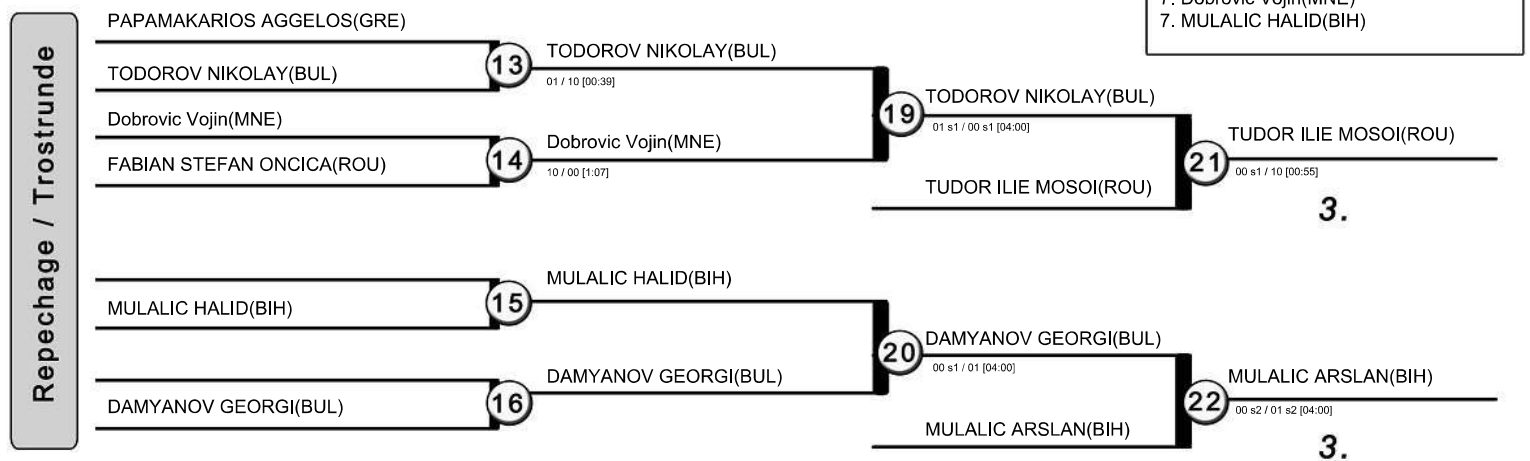 Repechage / Trostrunde
7. Dobrovic Vojin(MNE)
7. MULALIC HALID(BIH)
PAPAMAKARIOS AGGELOS(GRE)
13
TODOROV NIKOLAY(BUL)
TODOROV NIKOLAY(BUL)
01 / 10 [00:39]
Dobrovic Vojin(MNE)
14
FABIAN STEFAN ONCICA(ROU)
Dobrovic Vojin(MNE)
10 / 00 [1:07]
19
TODOROV NIKOLAY(BUL)
01 s1 / 00 s1 [04:00]
TUDOR ILIE MOSOI(ROU)
21
TUDOR ILIE MOSOI(ROU)
00 s1 / 10 [00:55]
3.
15
MULALIC HALID(BIH)
MULALIC HALID(BIH)
16
DAMYANOV GEORGI(BUL)
DAMYANOV GEORGI(BUL)
20
DAMYANOV GEORGI(BUL)
00 s1 / 01 [04:00]
MULALIC ARSLAN(BIH)
22
MULALIC ARSLAN(BIH)
00 s2 / 01 s2 [04:00]
3.